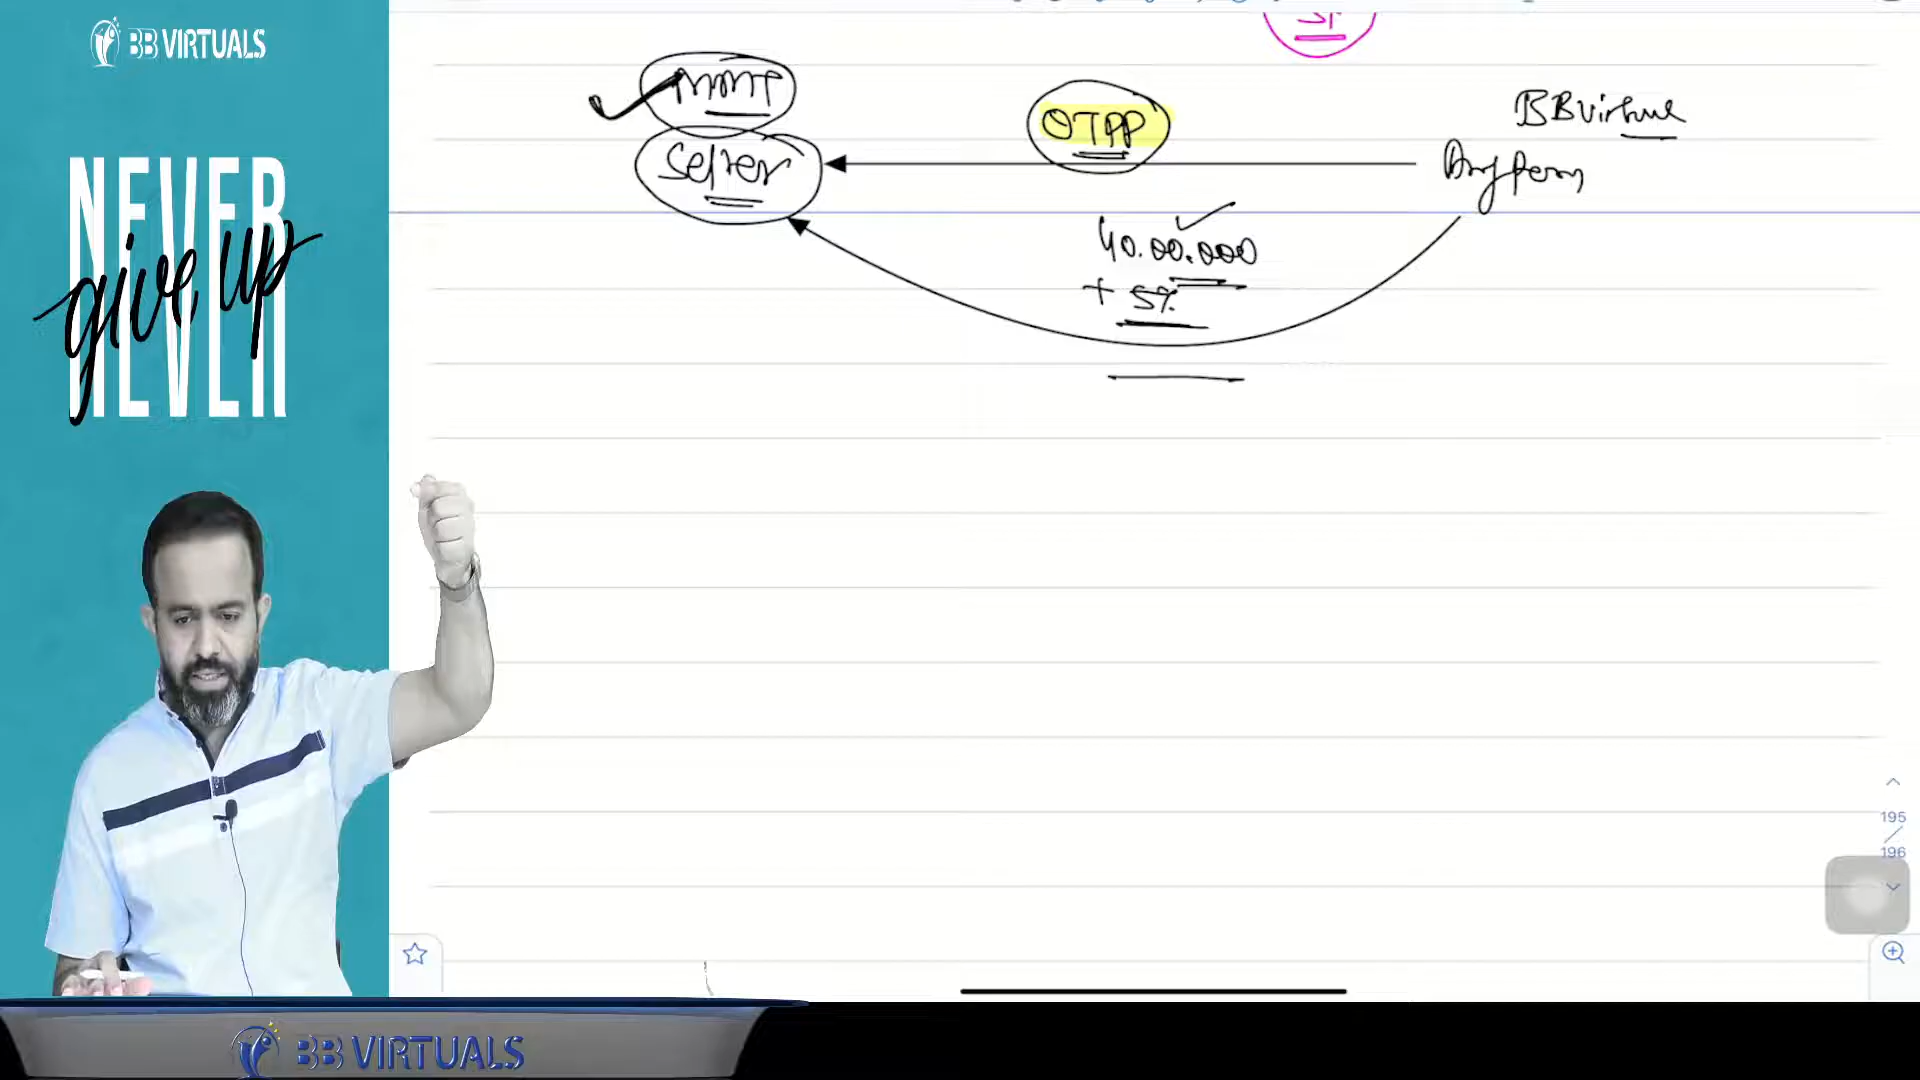 BB VIRTUALS
NEVER
give up
NEVER
mmt
Seller
OTPP
BBVirtue
Any Person
40.00.000
+ 5%
195
196
BB VIRTUALS